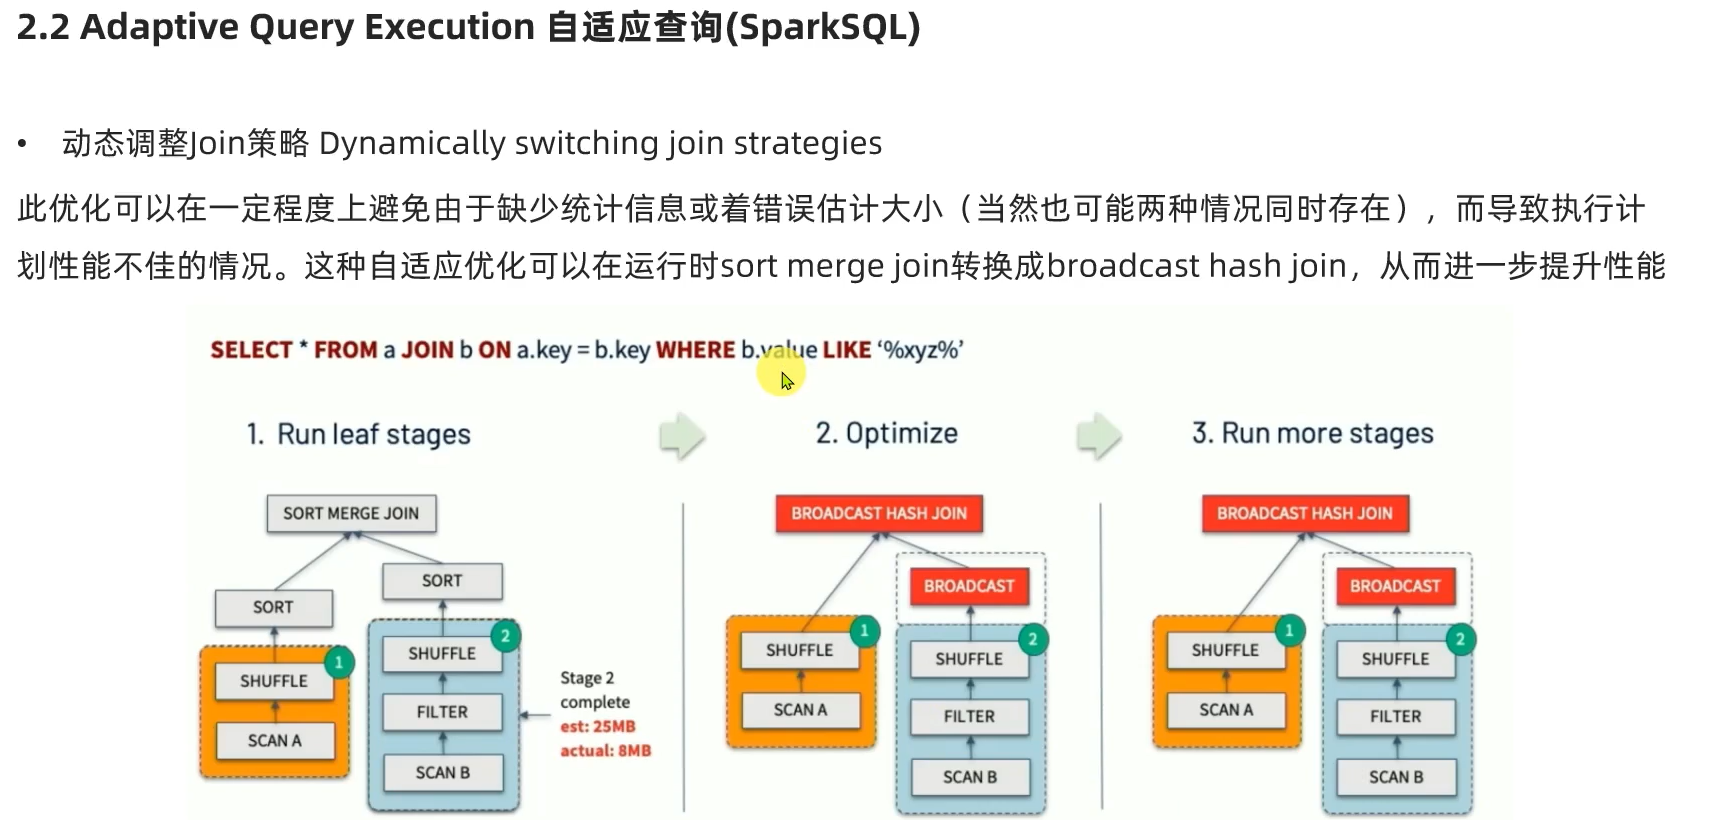 2.2 Adaptive Query Execution 自适应查询(SparkSQL)
• 动态调整Join策略 Dynamically switching join strategies
此优化可以在一定程度上避免由于缺少统计信息或着错误估计大小（当然也可能两种情况同时存在），而导致执行计
划性能不佳的情况。这种自适应优化可以在运行时sort merge join转换成broadcast hash join，从而进一步提升性能
SELECT * FROM a JOIN b ON a.key = b.key WHERE b.value LIKE ‘%xyz%’
1. Run leaf stages
SORT MERGE JOIN
SORT
SORT
1
SHUFFLE
SCAN A
2
SHUFFLE
FILTER
SCAN B
Stage 2
complete
est: 25MB
actual: 8MB
2. Optimize
BROADCAST HASH JOIN
BROADCAST
1
SHUFFLE
SCAN A
2
SHUFFLE
FILTER
SCAN B
3. Run more stages
BROADCAST HASH JOIN
BROADCAST
1
SHUFFLE
SCAN A
2
SHUFFLE
FILTER
SCAN B